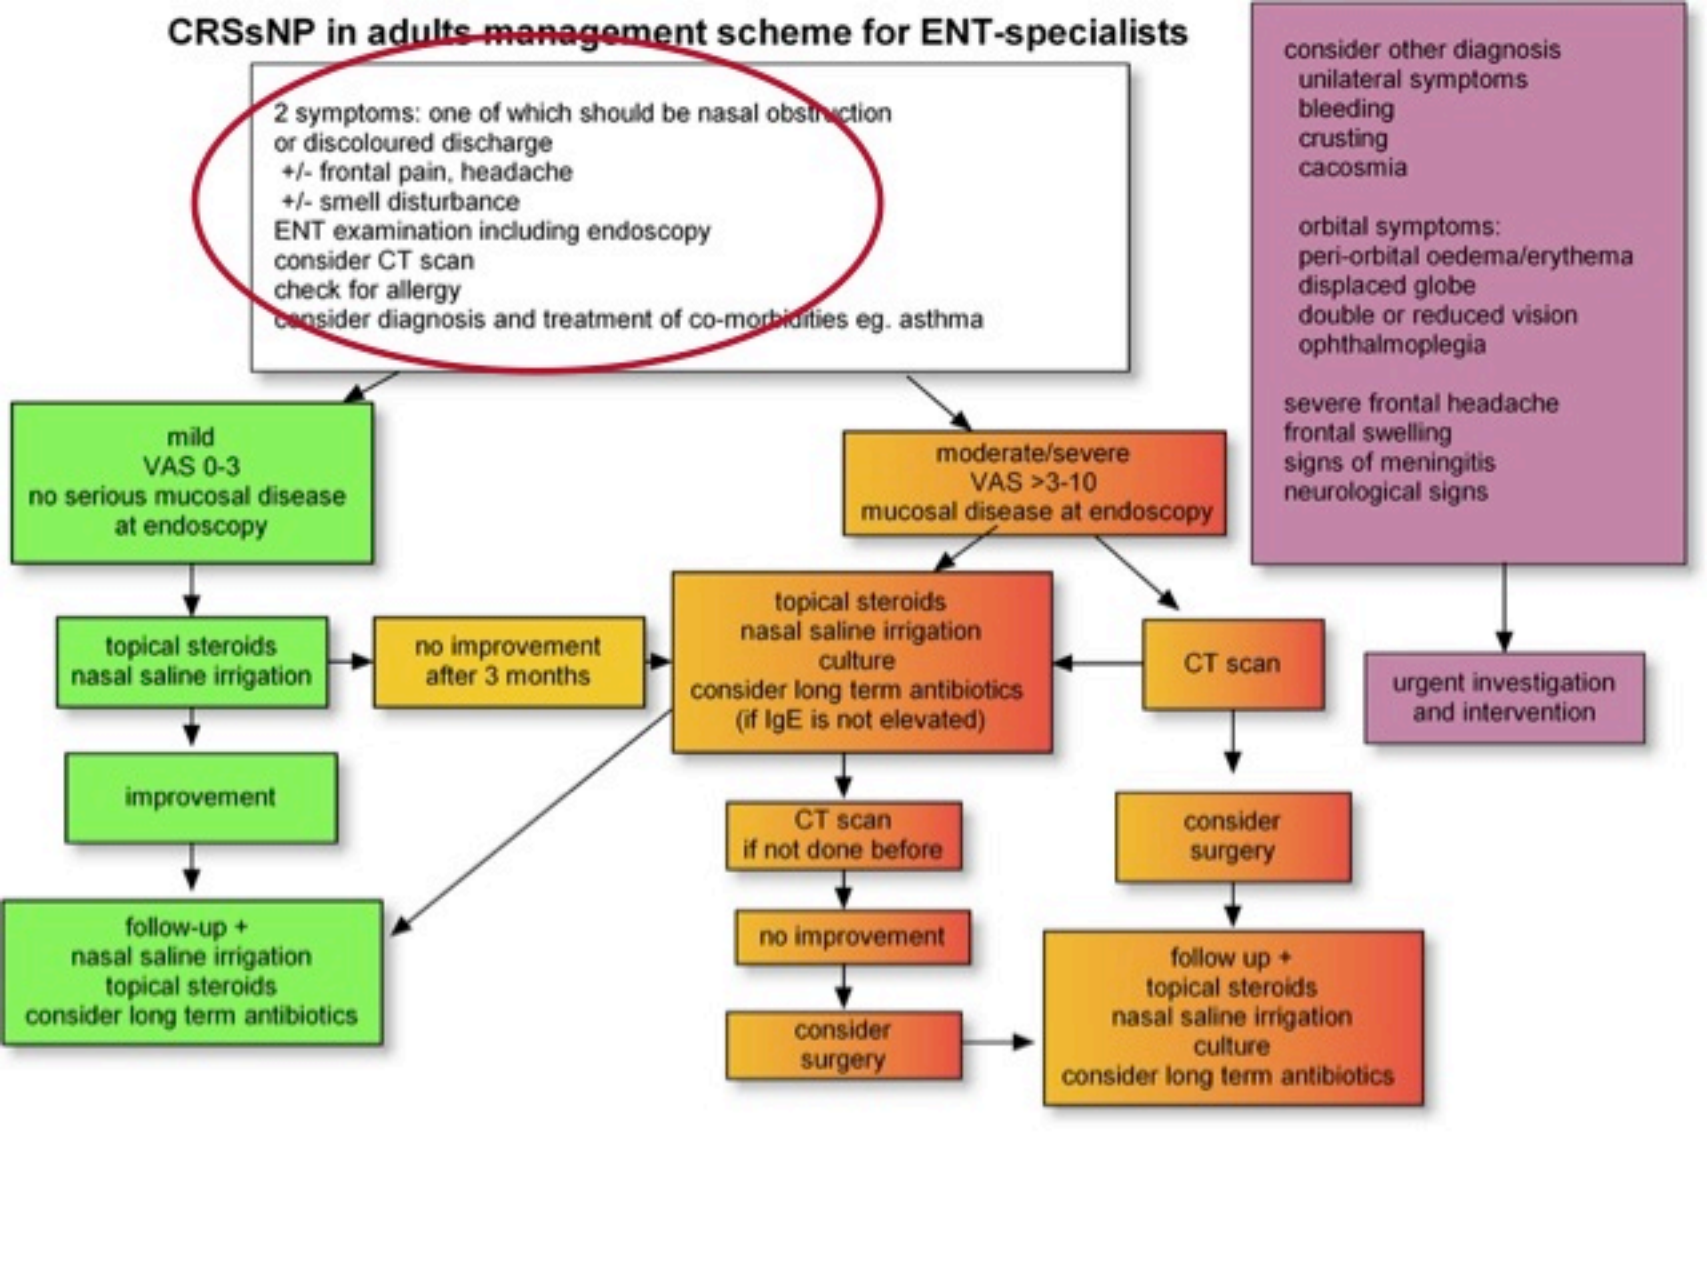 CRSsNP in adults management scheme for ENT-specialists
2 symptoms: one of which should be nasal obstruction
or discoloured discharge
+/- frontal pain, headache
+/- smell disturbance
ENT examination including endoscopy
consider CT scan
check for allergy
consider diagnosis and treatment of co-morbidities eg. asthma
consider other diagnosis
unilateral symptoms
bleeding
crusting
cacosmia
orbital symptoms:
peri-orbital oedema/erythema
displaced globe
double or reduced vision
ophthalmoplegia
severe frontal headache
frontal swelling
signs of meningitis
neurological signs
mild
VAS 0-3
no serious mucosal disease
at endoscopy
moderate/severe
VAS >3-10
mucosal disease at endoscopy
topical steroids
nasal saline irrigation
no improvement
after 3 months
topical steroids
nasal saline irrigation
culture
consider long term antibiotics
(if IgE is not elevated)
CT scan
urgent investigation
and intervention
improvement
CT scan
if not done before
consider
surgery
no improvement
follow-up +
nasal saline irrigation
topical steroids
consider long term antibiotics
consider
surgery
follow up +
topical steroids
nasal saline irrigation
culture
consider long term antibiotics